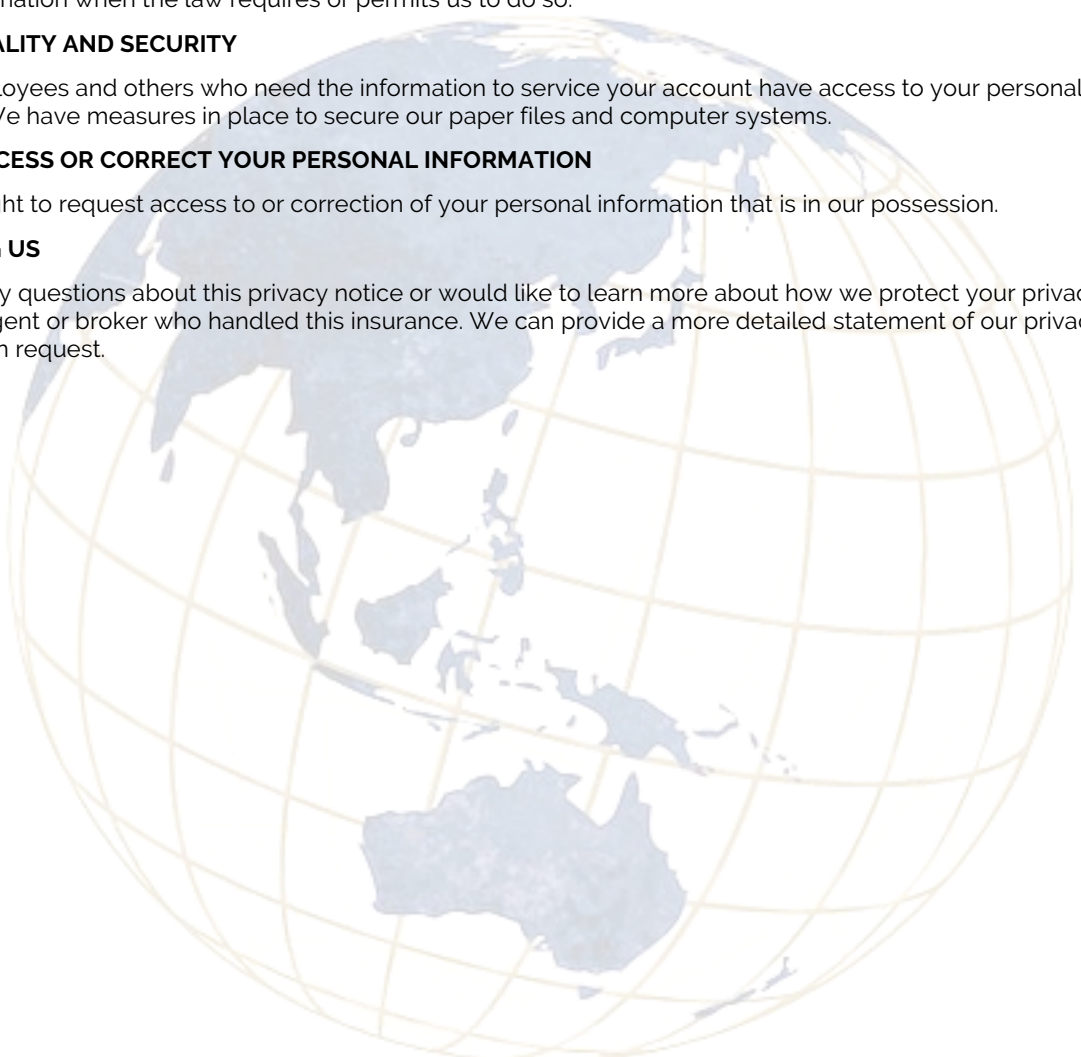 mation when the law requires or permits us to do so.
ALITY AND SECURITY
loyees and others who need the information to service your account have access to your personal
We have measures in place to secure our paper files and computer systems.
CESS OR CORRECT YOUR PERSONAL INFORMATION
ht to request access to or correction of your personal information that is in our possession.
US
y questions about this privacy notice or would like to learn more about how we protect your privac
gent or broker who handled this insurance. We can provide a more detailed statement of our privac
n request.